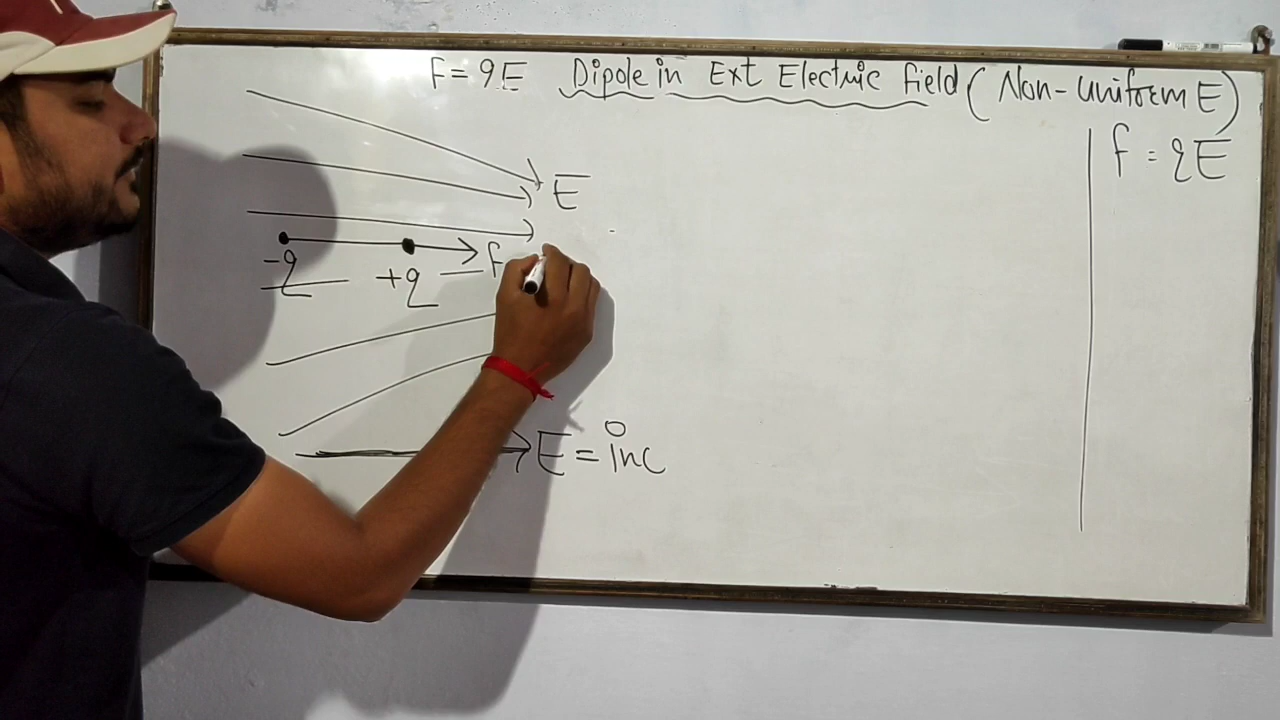 F = qE Dipole in Ext Electric field (Non-uniform E)
f = qE
E
-q +q f
E = inc